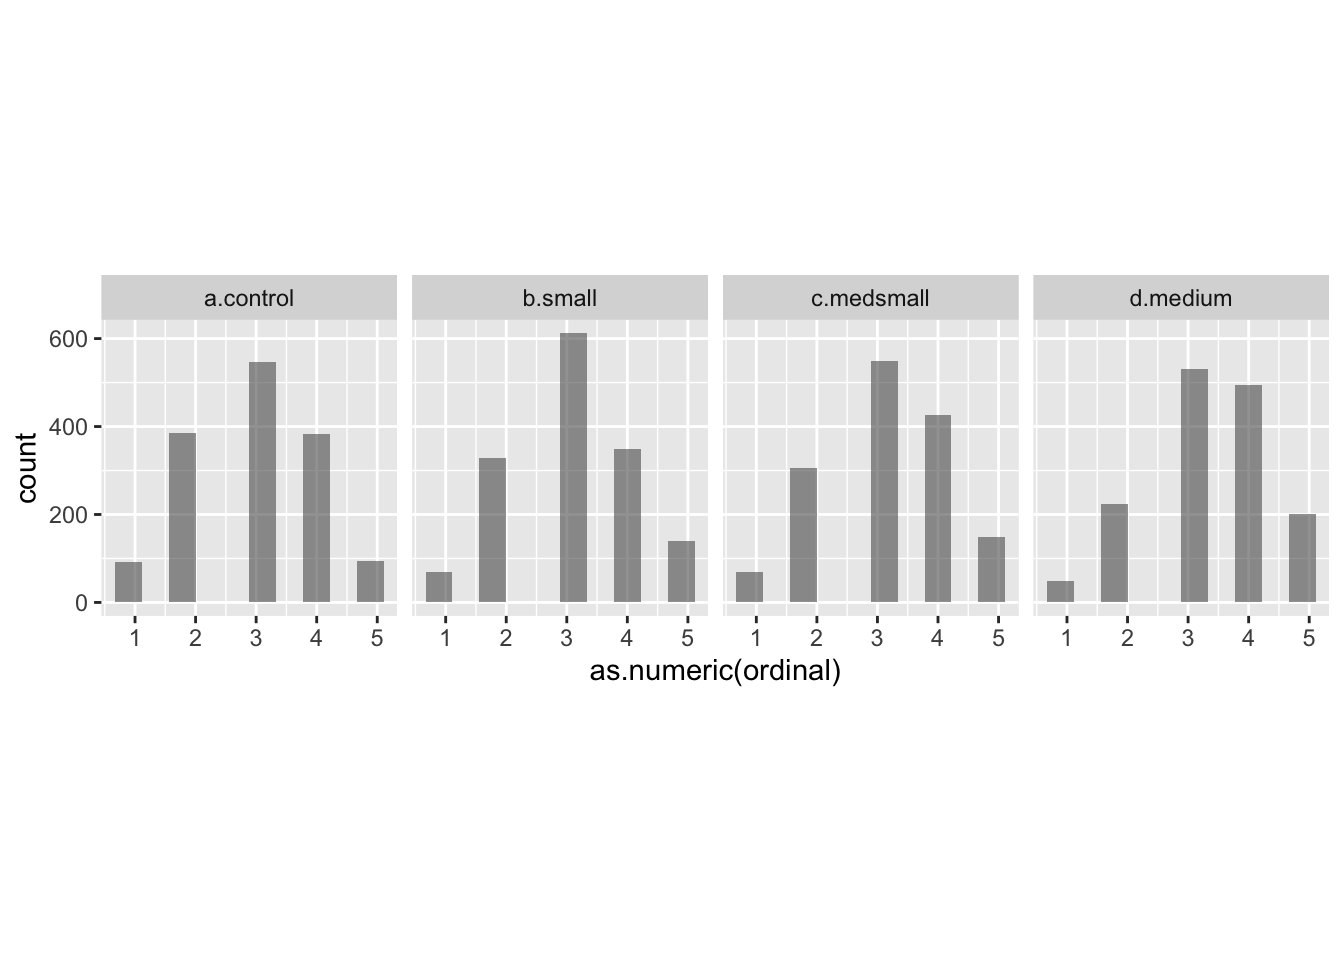 a.control b.small c.medsmall d.medium
600
400
200
0
count
1 2 3 4 5 1 2 3 4 5 1 2 3 4 5 1 2 3 4 5
as.numeric(ordinal)